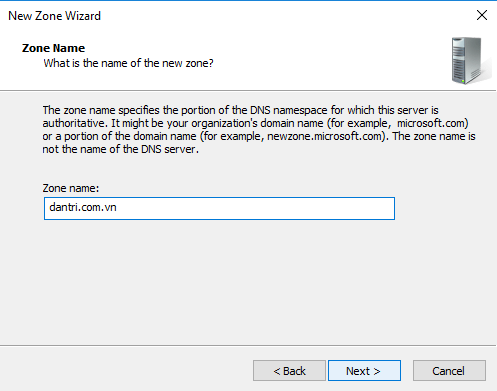 New Zone Wizard
Zone Name
What is the name of the new zone?
The zone name specifies the portion of the DNS namespace for which this server is
authoritative. It might be your organization's domain name (for example, microsoft.com)
or a portion of the domain name (for example, newzone.microsoft.com). The zone name is
not the name of the DNS server.
Zone name:
dantri.com.vn
< Back
Next >
Cancel